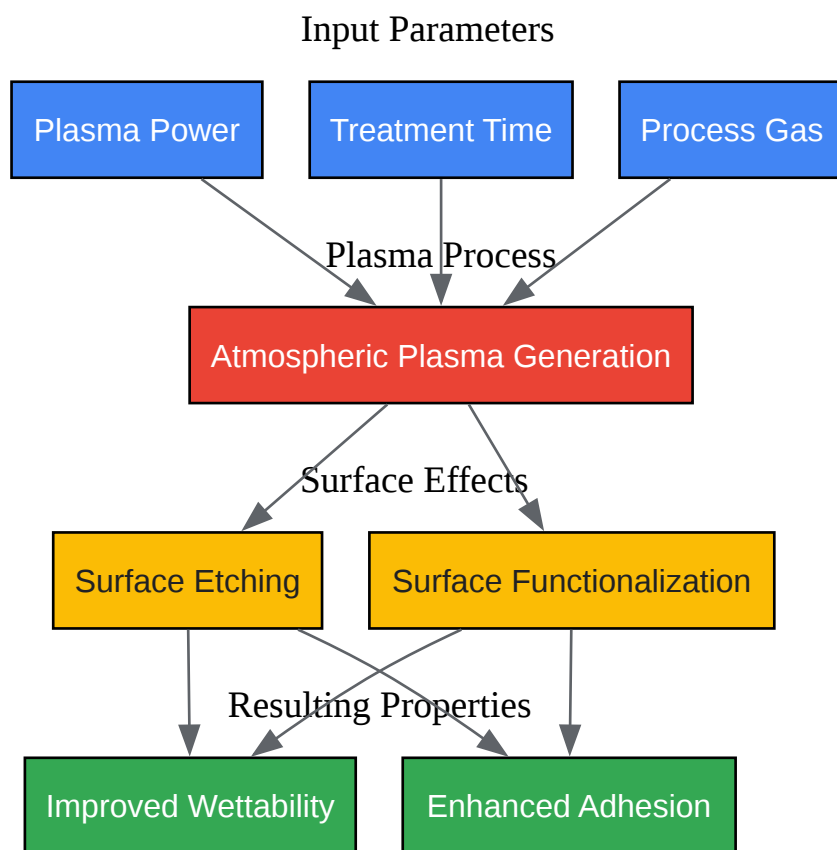 Input Parameters
Plasma Power
Treatment Time
Process Gas
Plasma Process
Atmospheric Plasma Generation
Surface Effects
Surface Etching
Surface Functionalization
Resulting Properties
Improved Wettability
Enhanced Adhesion